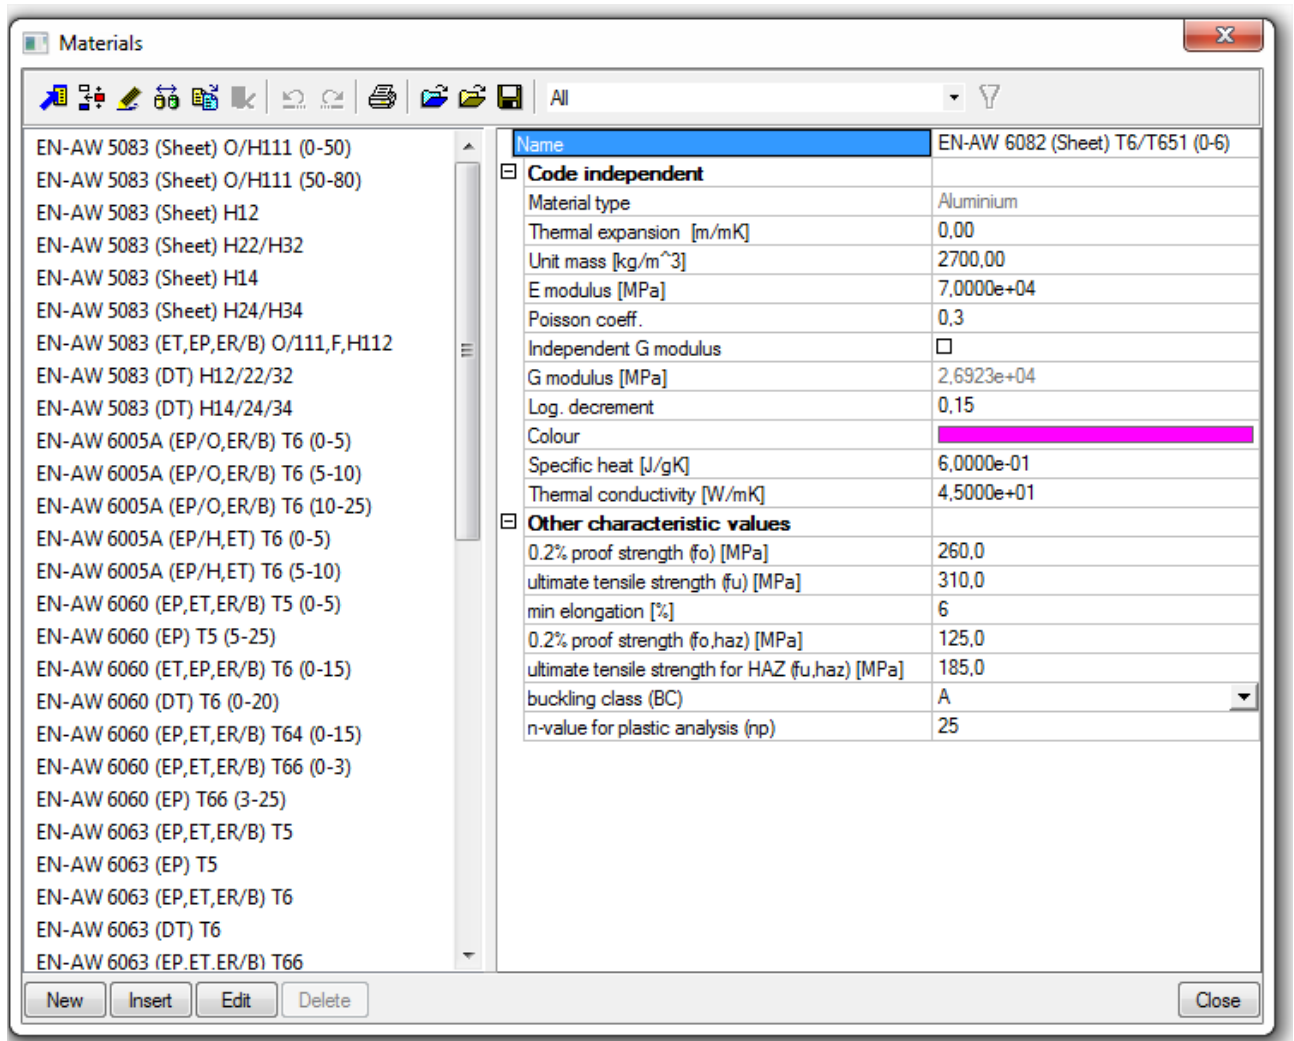 Materials
All
EN-AW 5083 (Sheet) O/H111 (0-50)
EN-AW 5083 (Sheet) O/H111 (50-80)
EN-AW 5083 (Sheet) H12
EN-AW 5083 (Sheet) H22/H32
EN-AW 5083 (Sheet) H14
EN-AW 5083 (Sheet) H24/H34
EN-AW 5083 (ET,EP,ER/B) O/111,F,H112
EN-AW 5083 (DT) H12/22/32
EN-AW 5083 (DT) H14/24/34
EN-AW 6005A (EP/O,ER/B) T6 (0-5)
EN-AW 6005A (EP/O,ER/B) T6 (5-10)
EN-AW 6005A (EP/O,ER/B) T6 (10-25)
EN-AW 6005A (EP/H,ET) T6 (0-5)
EN-AW 6005A (EP/H,ET) T6 (5-10)
EN-AW 6060 (EP,ET,ER/B) T5 (0-5)
EN-AW 6060 (EP) T5 (5-25)
EN-AW 6060 (ET,EP,ER/B) T6 (0-15)
EN-AW 6060 (DT) T6 (0-20)
EN-AW 6060 (EP,ET,ER/B) T64 (0-15)
EN-AW 6060 (EP,ET,ER/B) T66 (0-3)
EN-AW 6060 (EP) T66 (3-25)
EN-AW 6063 (EP,ET,ER/B) T5
EN-AW 6063 (EP) T5
EN-AW 6063 (EP,ET,ER/B) T6
EN-AW 6063 (DT) T6
EN-AW 6063 (EP,ET,ER/B) T66
Name EN-AW 6082 (Sheet) T6/T651 (0-6)
Code independent
Material type Aluminium
Thermal expansion [m/mK] 0,00
Unit mass [kg/m^3] 2700,00
E modulus [MPa] 7,0000e+04
Poisson coeff. 0,3
Independent G modulus
G modulus [MPa] 2,6923e+04
Log. decrement 0,15
Colour
Specific heat [J/gK] 6,0000e-01
Thermal conductivity [W/mK] 4,5000e+01
Other characteristic values
0.2% proof strength (fo) [MPa] 260,0
ultimate tensile strength (fu) [MPa] 310,0
min elongation [%] 6
0.2% proof strength (fo,haz) [MPa] 125,0
ultimate tensile strength for HAZ (fu,haz) [MPa] 185,0
buckling class (BC) A
n-value for plastic analysis (np) 25
New Insert Edit Delete Close